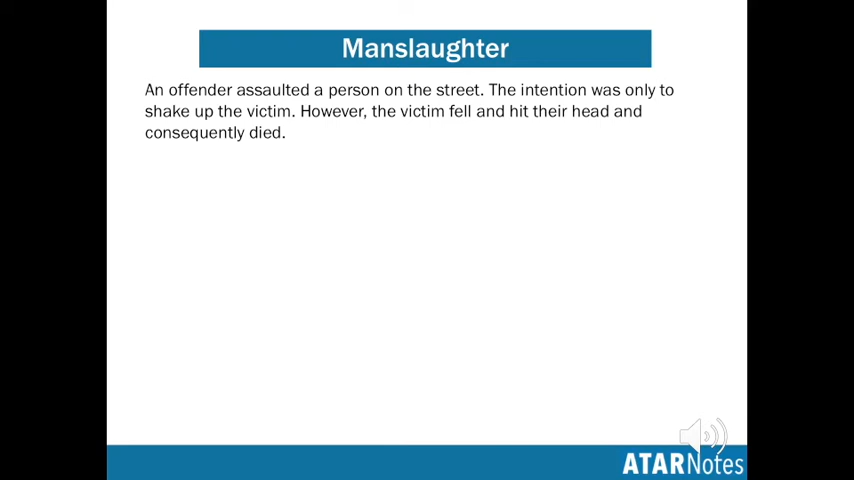 Manslaughter
An offender assaulted a person on the street. The intention was only to
shake up the victim. However, the victim fell and hit their head and
consequently died.
ATARNotes